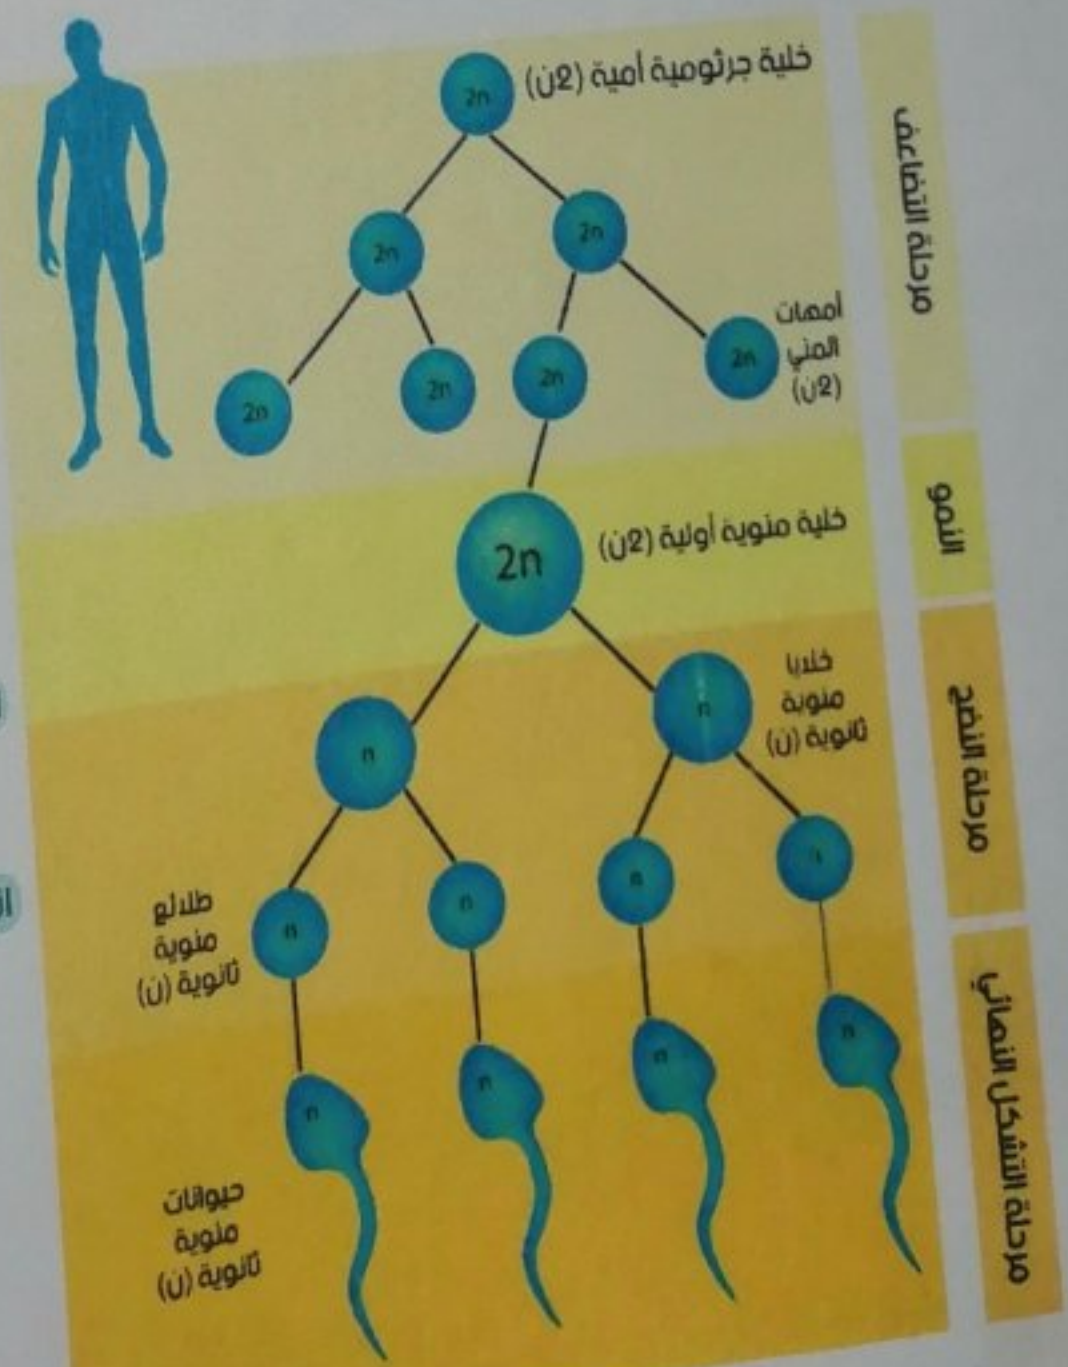 خلية جرثومية أمية (2ن)
2n
مرحلة التضاعف
2n
2n
أمهات
المني
(2ن)
2n
2n
2n
2n
النمو
خلية منوية أولية (2ن)
2n
مرحلة النضج
خلايا
منوية
ثانوية (ن)
n
n
n
n
n
طلائع
منوية
ثانوية (ن)
n
مرحلة التشكل النهائي
n
n
n
n
حيوانات
منوية
ثانوية (ن)